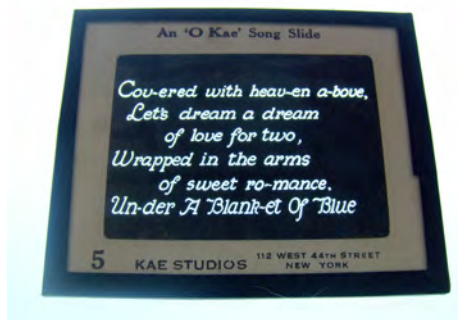 An 'O Kae' Song Slide
Cov-ered with heav-en a-bove,
Let's dream a dream
of love for two,
Wrapped in the arms
of sweet ro-mance,
Un-der A Blank-et Of Blue
5 KAE STUDIOS 112 WEST 44TH STREET
NEW YORK